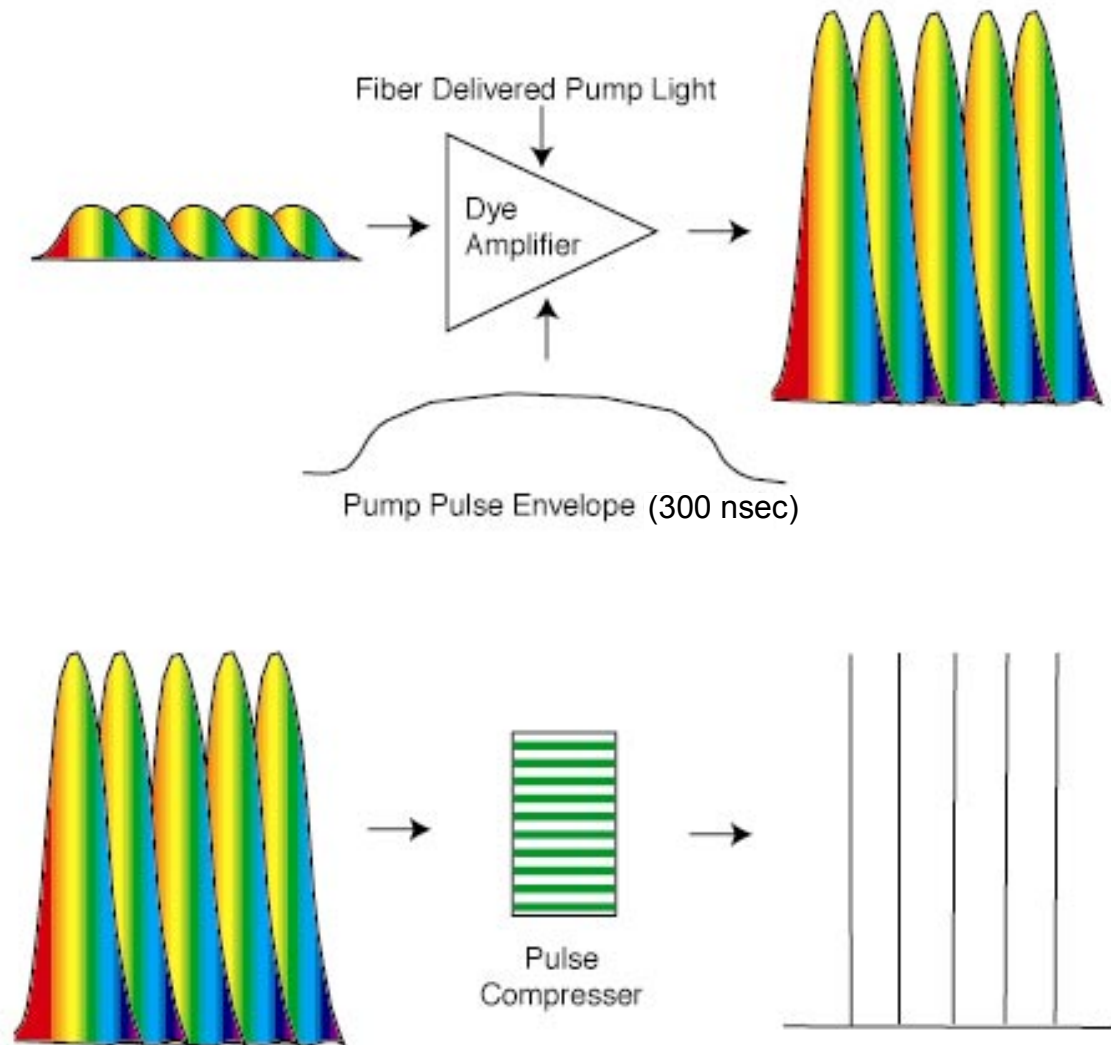 Fiber Delivered Pump Light
Dye
Amplifier
Pump Pulse Envelope (300 nsec)
Pulse
Compresser